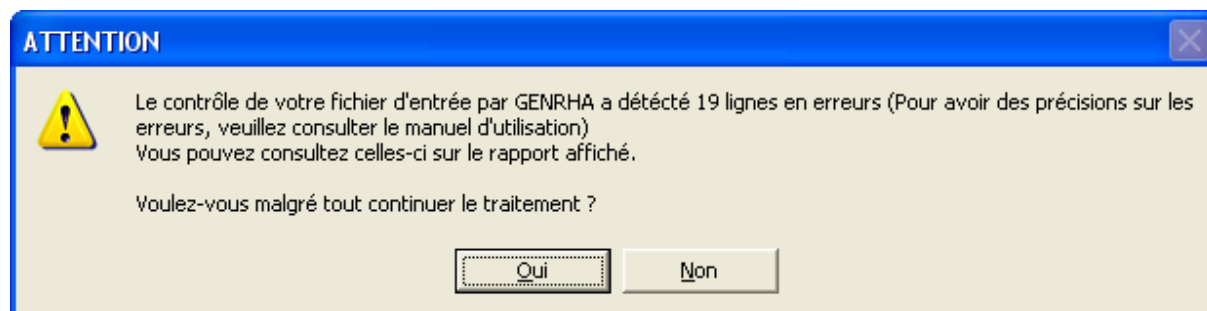 ATTENTION
Le contrôle de votre fichier d'entrée par GENRHA a détécté 19 lignes en erreurs (Pour avoir des précisions sur les
erreurs, veuillez consulter le manuel d'utilisation)
Vous pouvez consultez celles-ci sur le rapport affiché.
Voulez-vous malgré tout continuer le traitement ?
Oui
Non